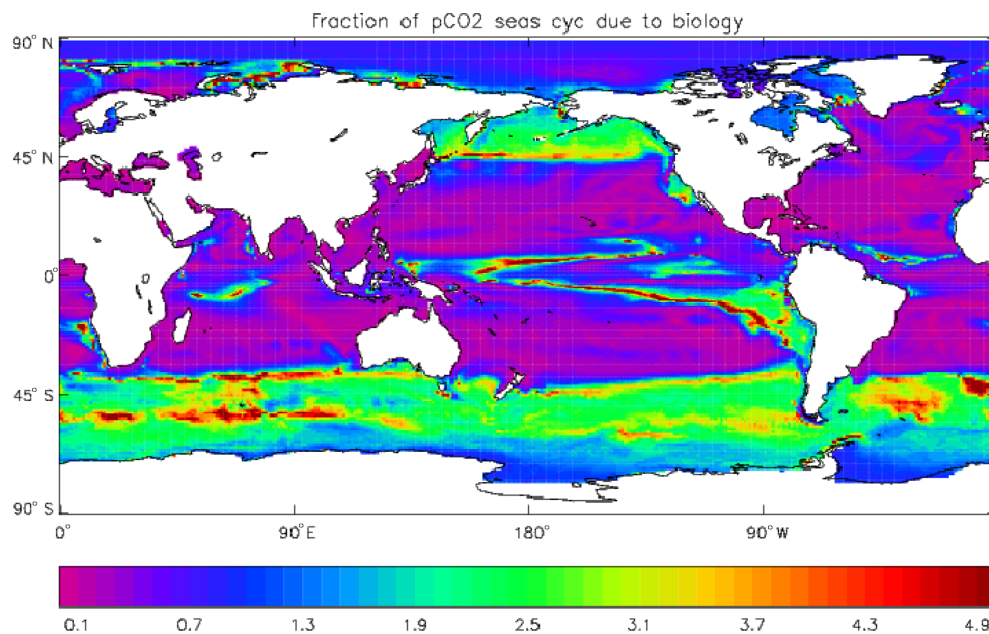 Fraction of pCO2 seas cyc due to biology
90° N
45° N
0°
45° S
90° S
0° 90°E 180° 90°W
0.1 0.7 1.3 1.9 2.5 3.1 3.7 4.3 4.9